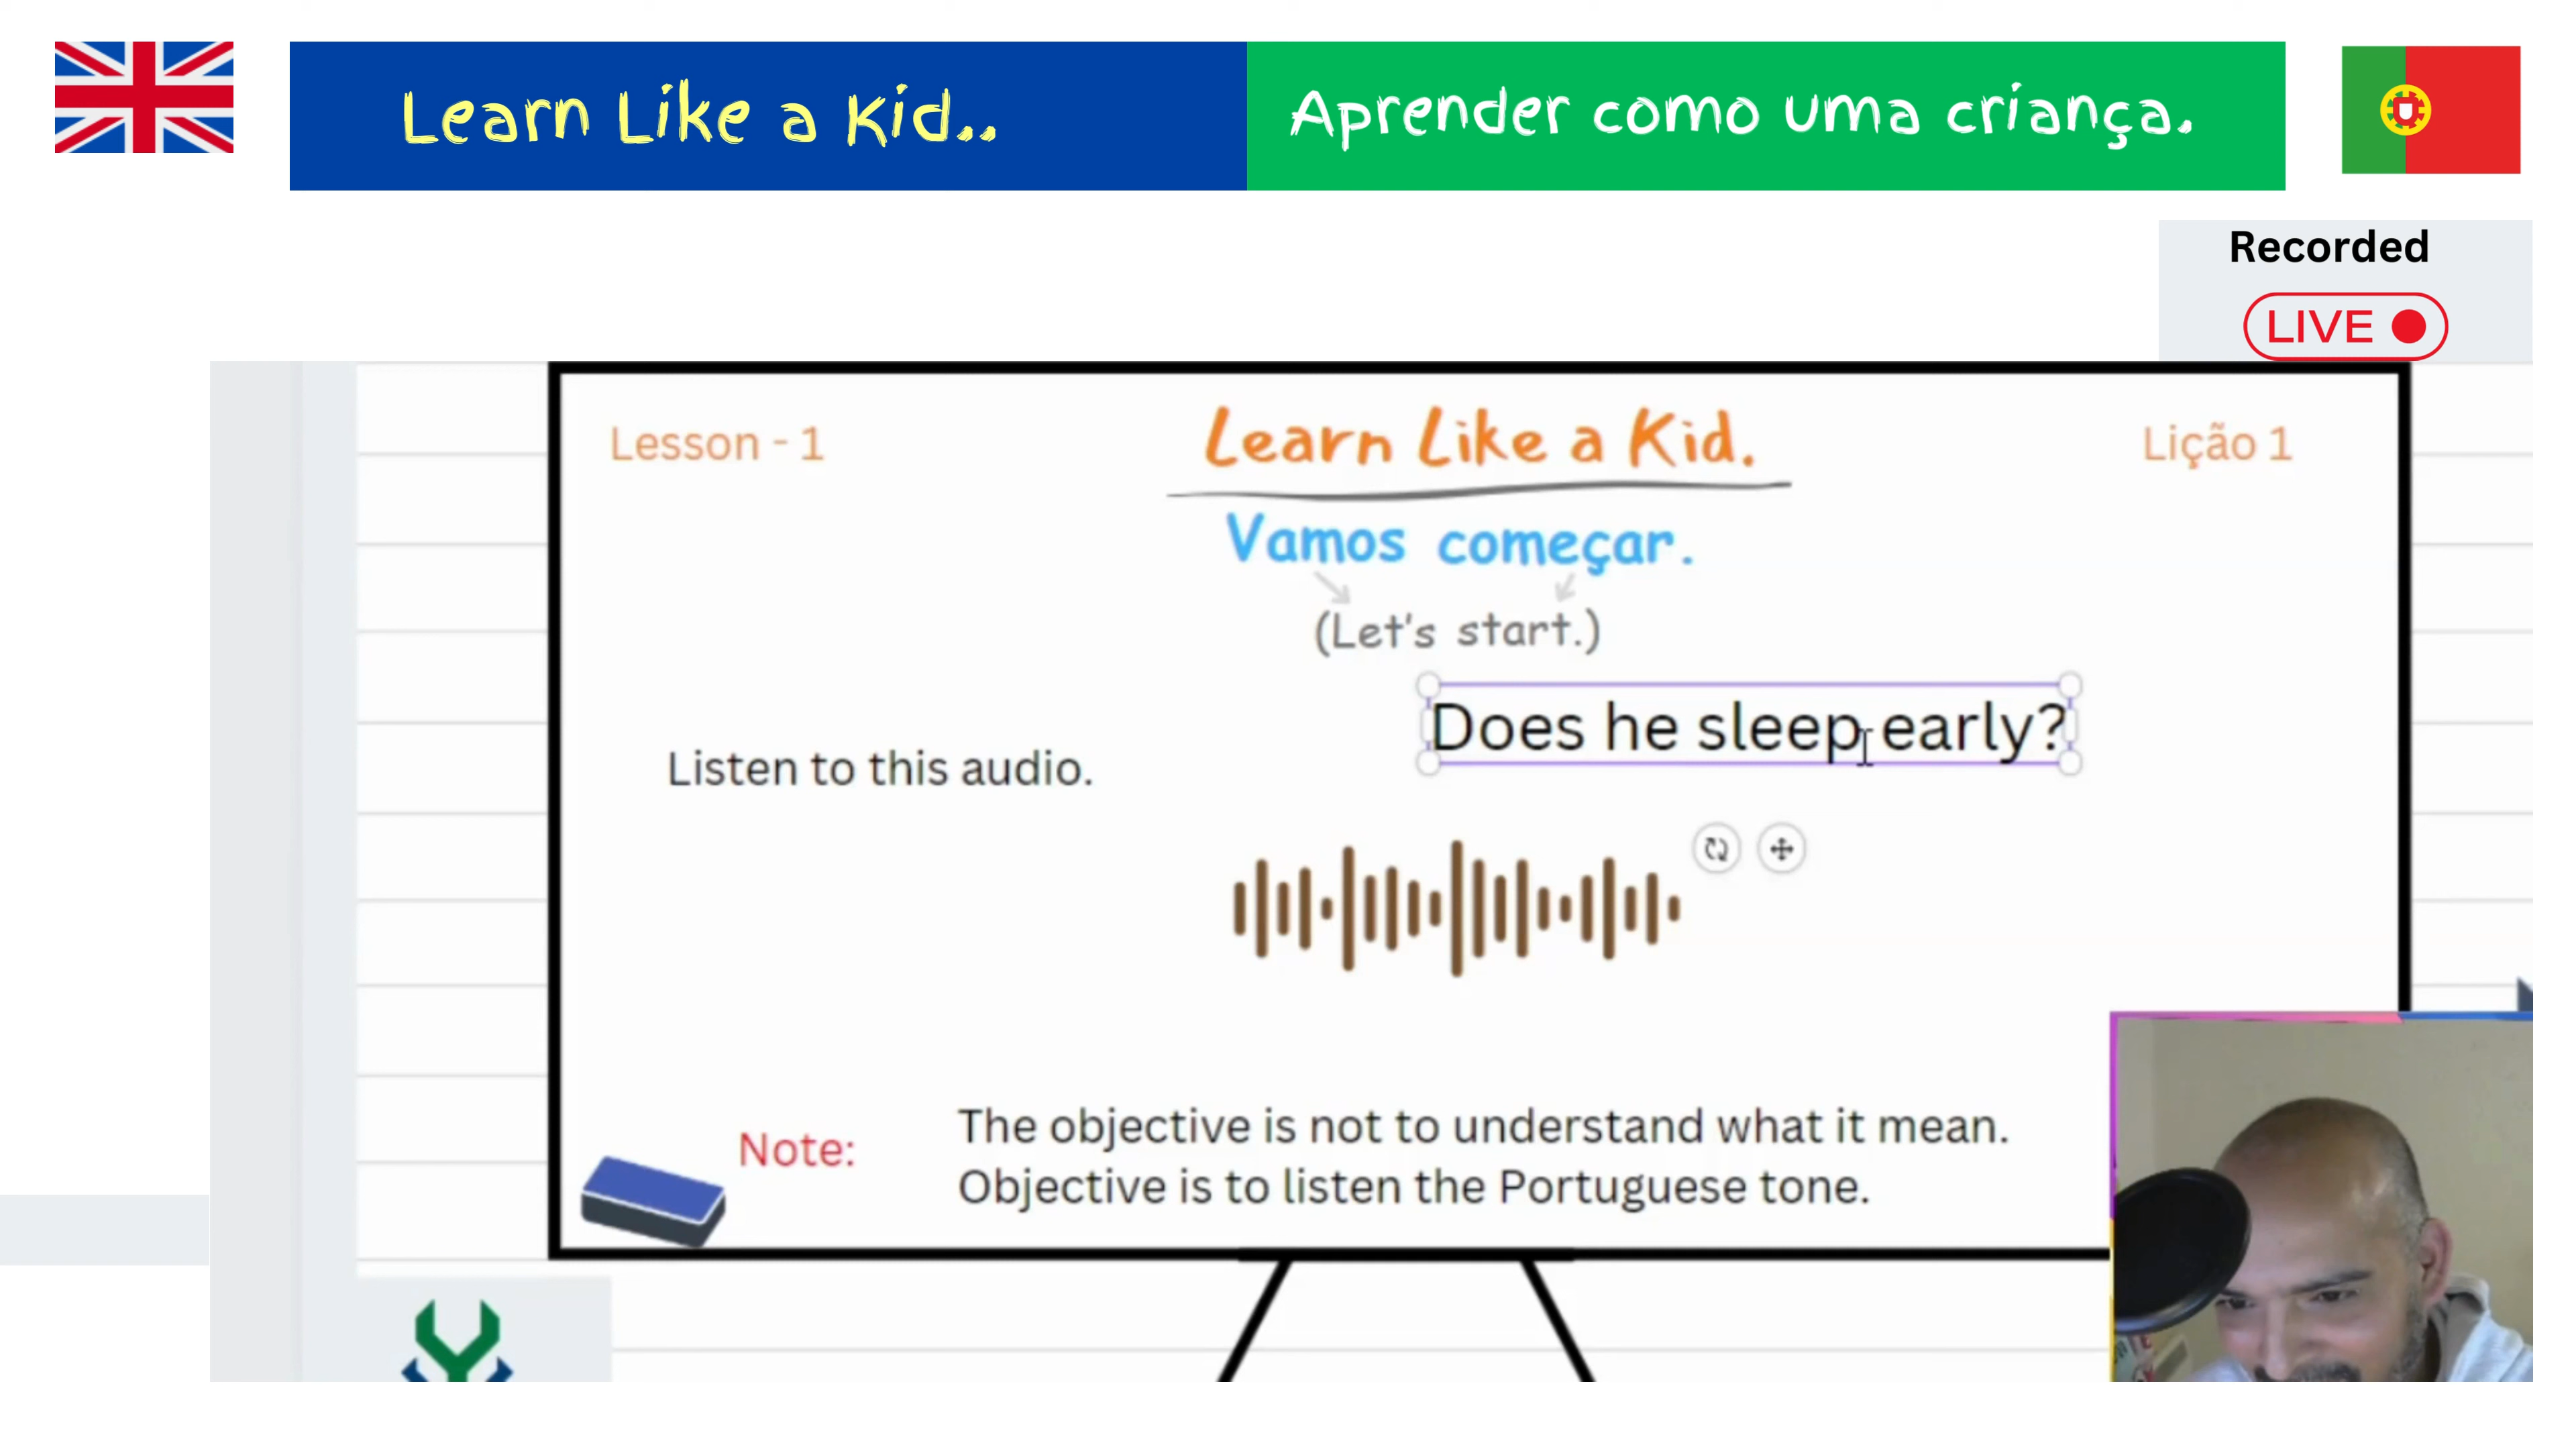 Learn Like a Kid..
Aprender como uma criança.
Recorded
LIVE
Lesson - 1
Learn Like a Kid.
Lição 1
Vamos começar.
(Let's start.)
Does he sleep early?
Listen to this audio.
Note:
The objective is not to understand what it mean.
Objective is to listen the Portuguese tone.